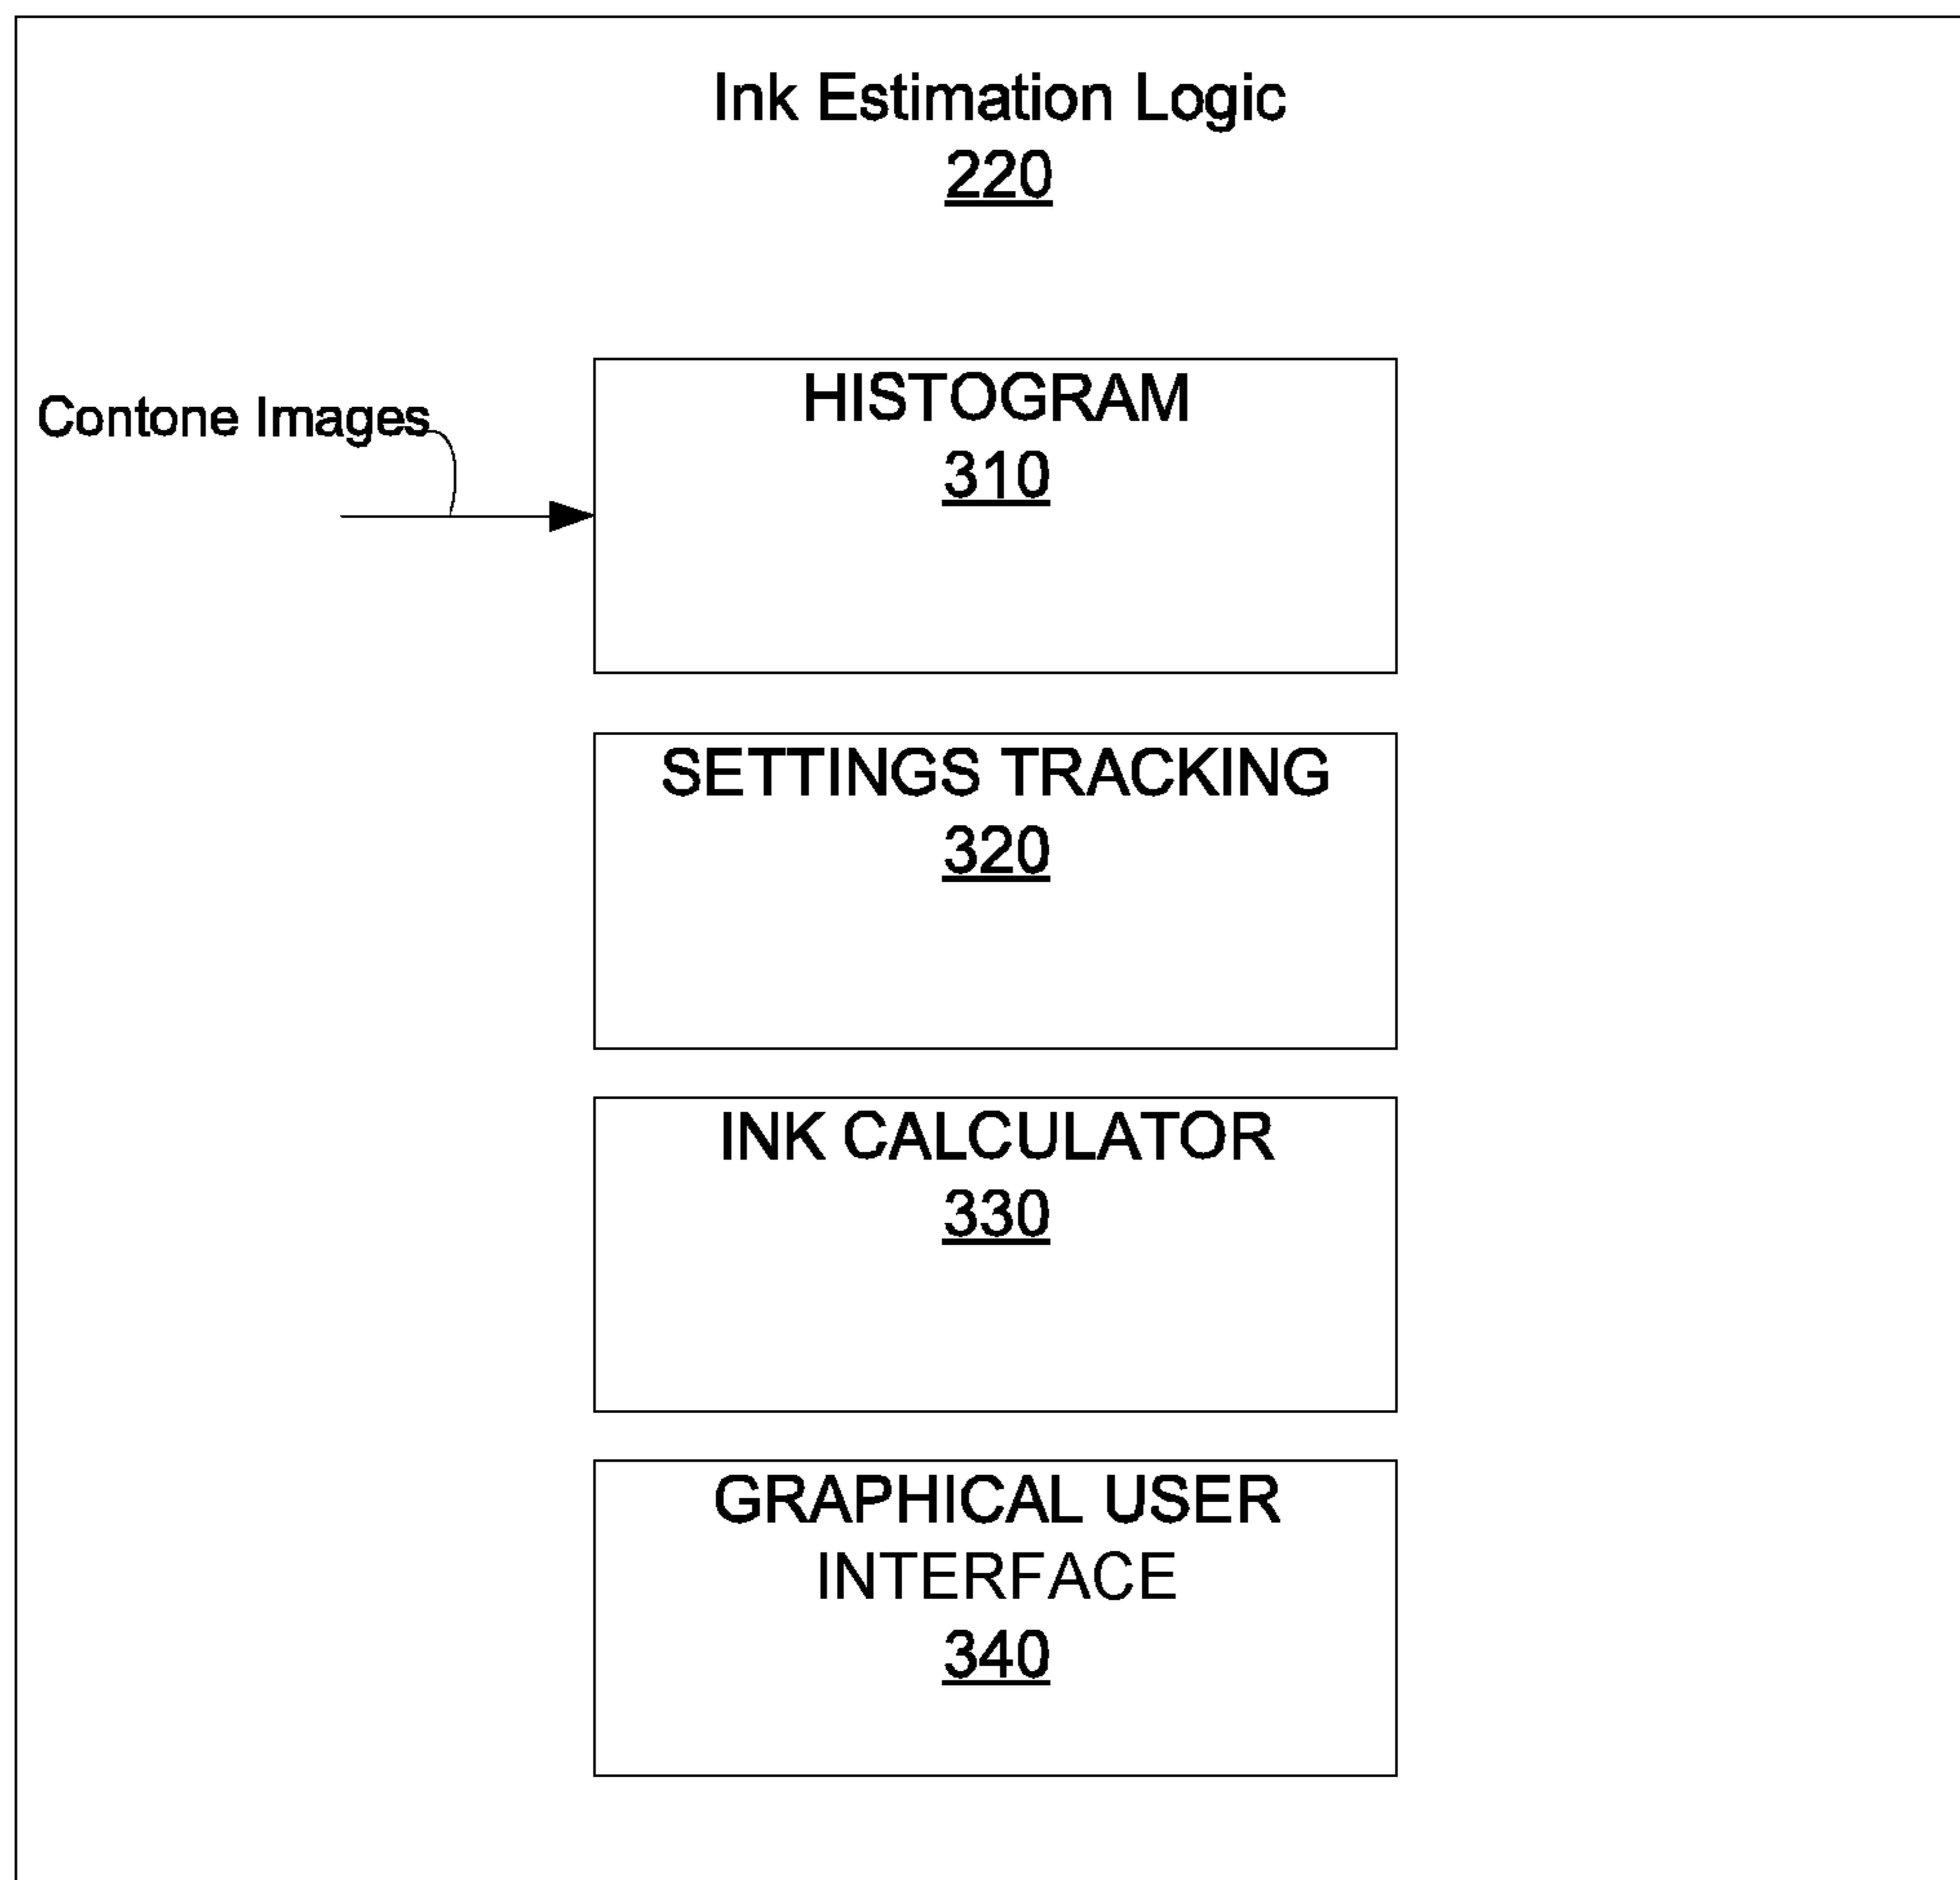 Ink Estimation Logic
220
Contone Images
HISTOGRAM
310
SETTINGS TRACKING
320
INK CALCULATOR
330
GRAPHICAL USER
INTERFACE
340